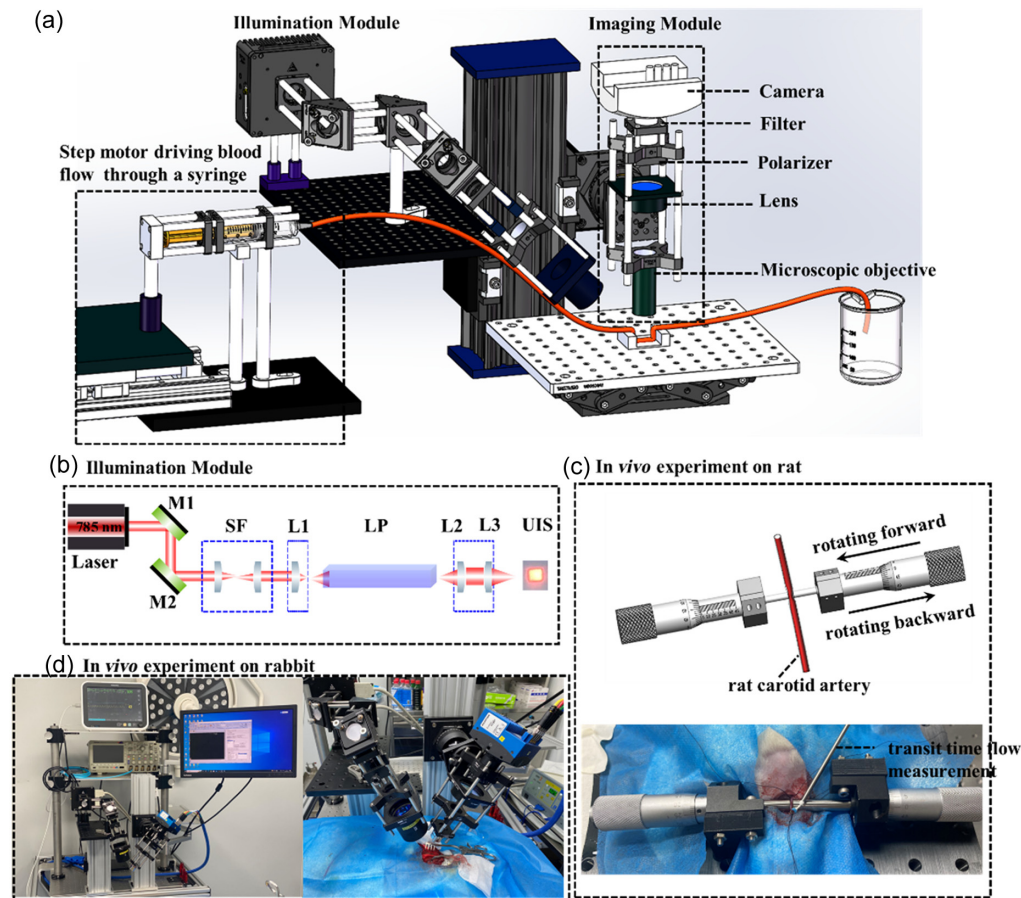 (a)
Illumination Module
Imaging Module
Camera
Filter
Polarizer
Lens
Microscopic objective
Step motor driving blood
flow through a syringe
(b)
Illumination Module
785 nm
Laser
M1
M2
SF
L1
LP
L2
L3
UIS
(c)
In vivo experiment on rat
rotating forward
rotating backward
rat carotid artery
transit time flow
measurement
(d)
In vivo experiment on rabbit